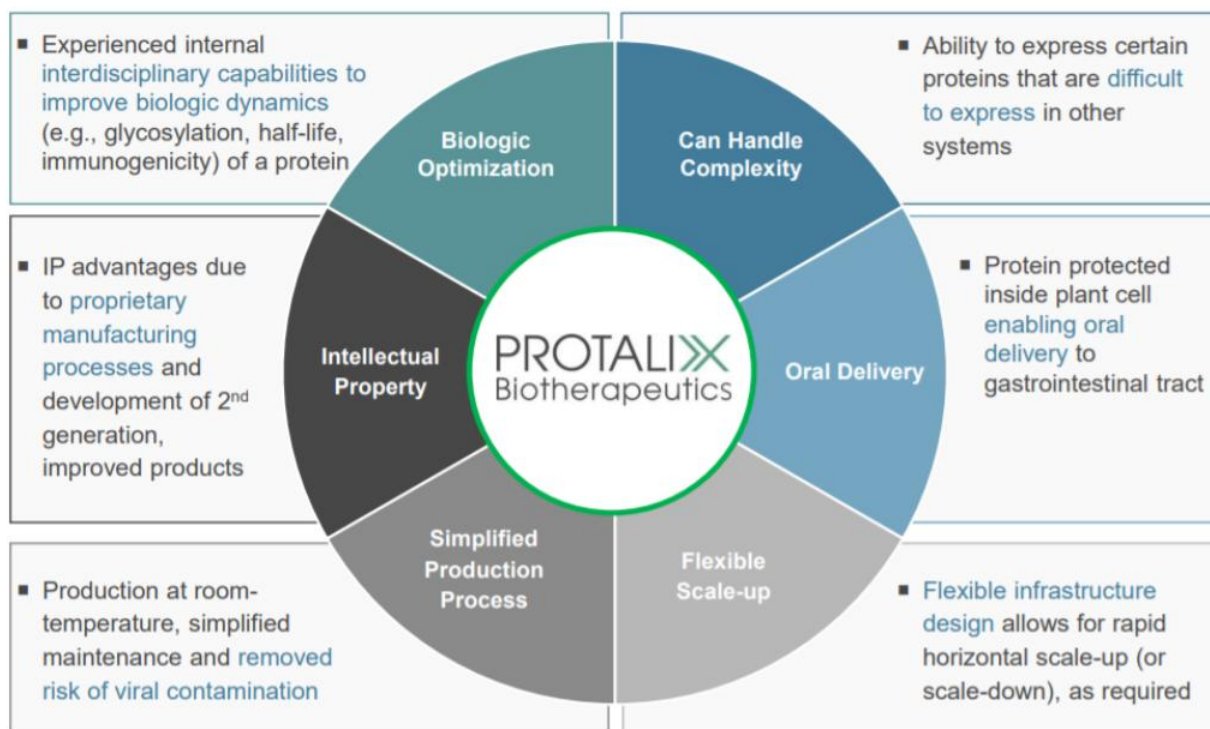 ▪ Experienced internal
interdisciplinary capabilities to
improve biologic dynamics
(e.g., glycosylation, half-life,
immunogenicity) of a protein
Biologic
Optimization
Can Handle
Complexity
▪ Ability to express certain
proteins that are difficult
to express in other
systems
▪ IP advantages due
to proprietary
manufacturing
processes and
development of 2nd
generation,
improved products
Intellectual
Property
PROTALIX
Biotherapeutics
Oral Delivery
▪ Protein protected
inside plant cell
enabling oral
delivery to
gastrointestinal tract
▪ Production at room-
temperature, simplified
maintenance and removed
risk of viral contamination
Simplified
Production
Process
Flexible
Scale-up
▪ Flexible infrastructure
design allows for rapid
horizontal scale-up (or
scale-down), as required